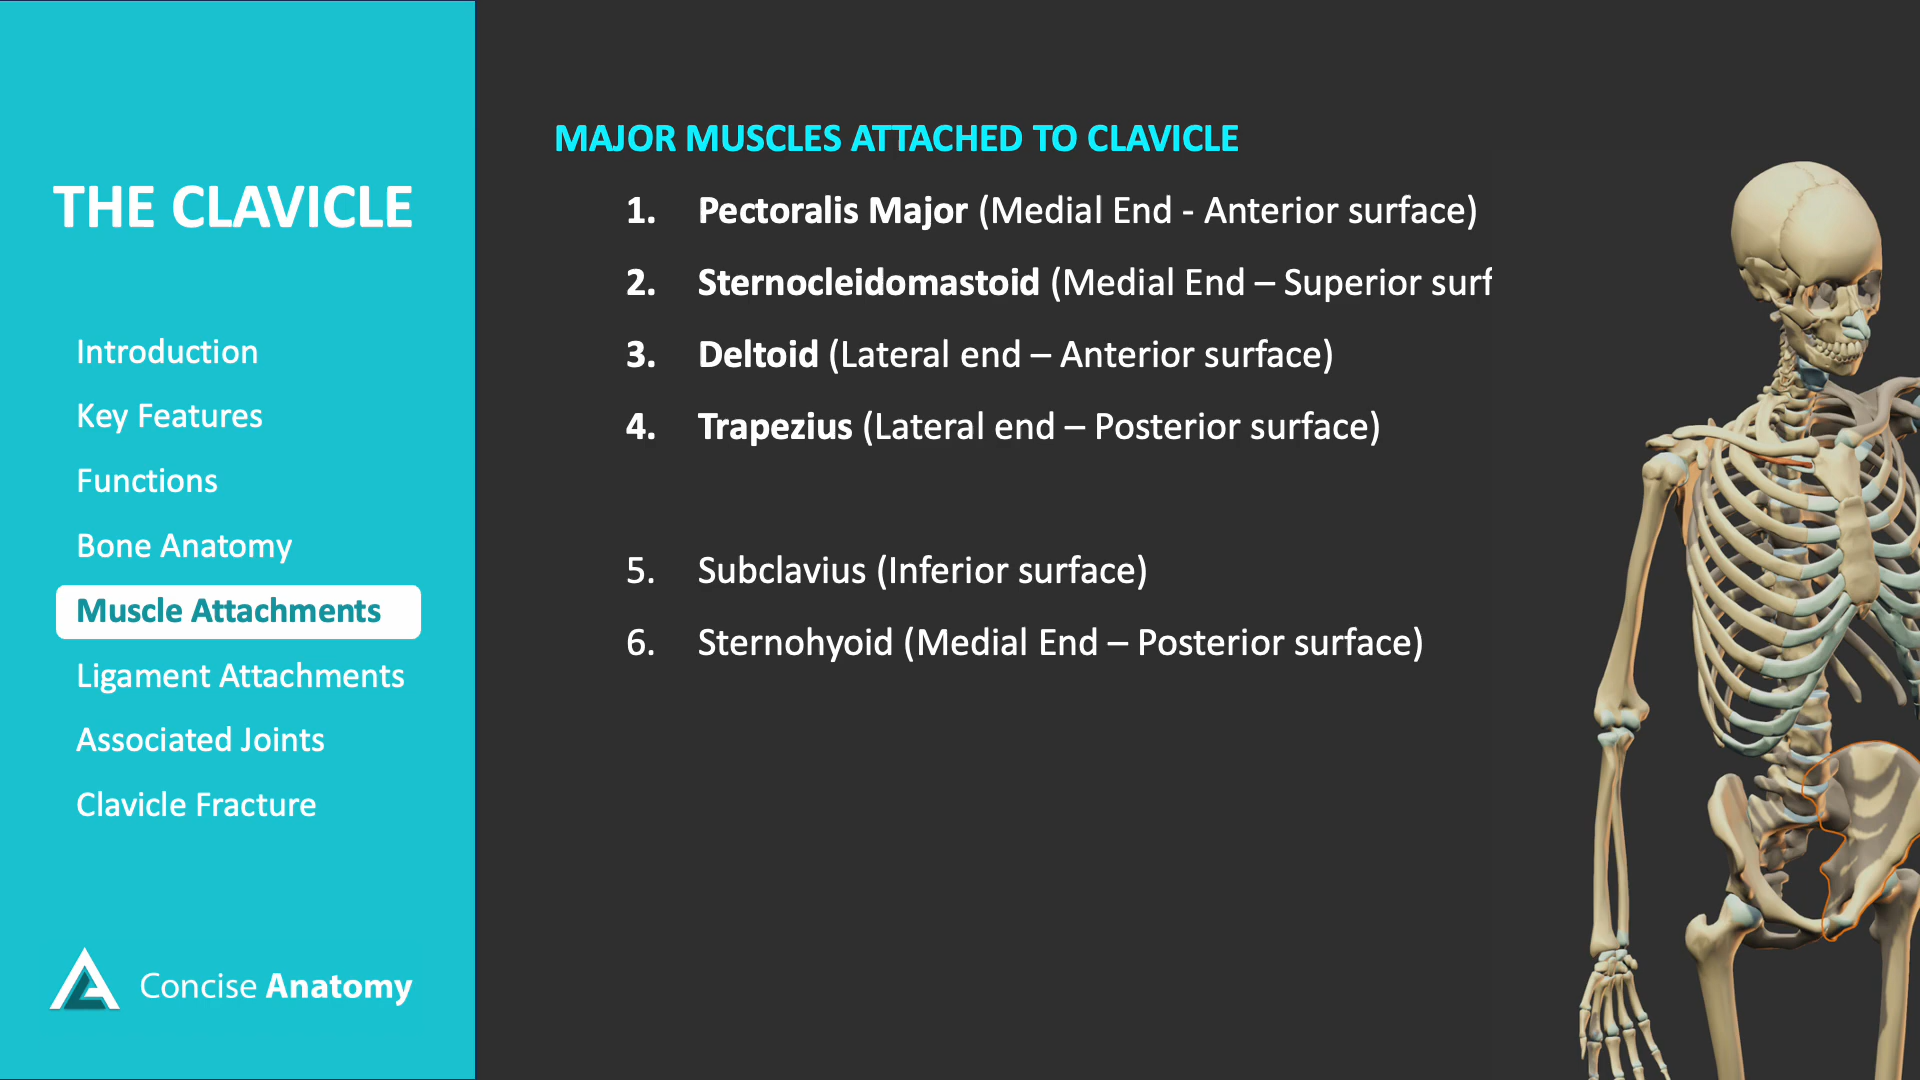 THE CLAVICLE
Introduction
Key Features
Functions
Bone Anatomy
Muscle Attachments
Ligament Attachments
Associated Joints
Clavicle Fracture
Concise Anatomy
MAJOR MUSCLES ATTACHED TO CLAVICLE
1. Pectoralis Major (Medial End - Anterior surface)
2. Sternocleidomastoid (Medial End – Superior surf
3. Deltoid (Lateral end – Anterior surface)
4. Trapezius (Lateral end – Posterior surface)
5. Subclavius (Inferior surface)
6. Sternohyoid (Medial End – Posterior surface)